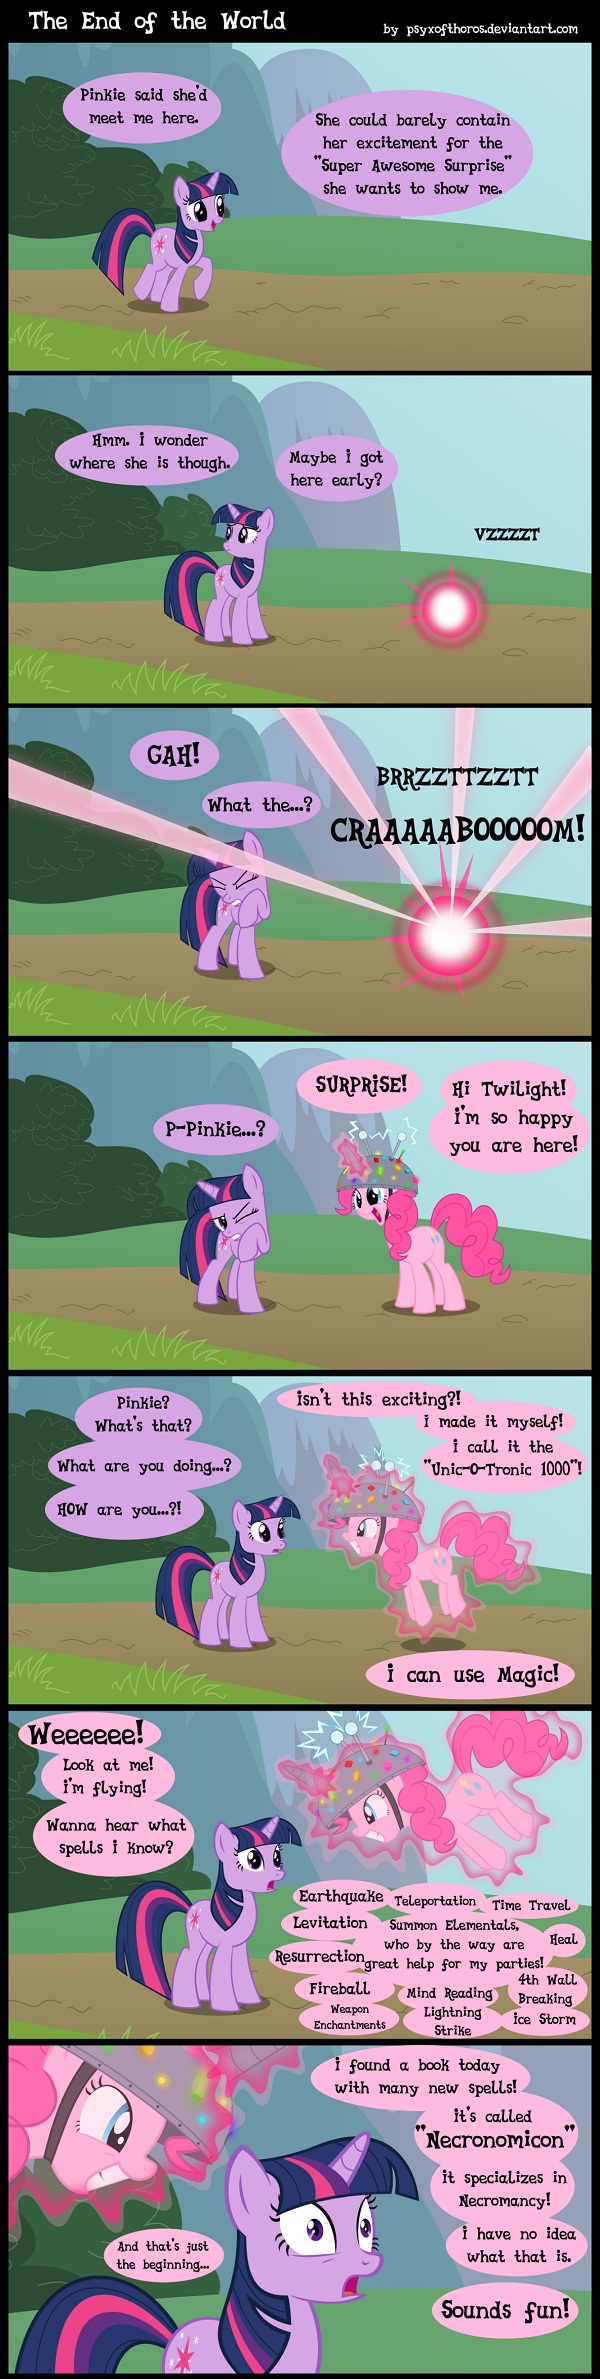 The End of the World
by psyxofthoros.deviantart.com
Pinkie said she'd
meet me here.
She could barely contain
her excitement for the
"Super Awesome Surprise"
she wants to show me.
Hmm. i wonder
where she is though.
Maybe i got
here early?
VZZZZT
GAH!
What the...?
BRRZZTTZZTT
CRAAAAABOOOOOM!
P-Pinkie...?
SURPRiSE!
Hi Twilight!
i'm so happy
you are here!
Pinkie?
What's that?
What are you doing...?
HOW are you...?!
isn't this exciting?!
i made it myself!
i call it the
"Unic-O-Tronic 1000"!
i can use Magic!
Weeeeee!
Look at me!
i'm flying!
Wanna hear what
spells i know?
Earthquake
Teleportation
Time Travel
Levitation
Summon Elementals,
who by the way are
great help for my parties!
Heal
Resurrection
Fireball
Mind Reading
4th Wall
Breaking
Weapon
Enchantments
Lightning
Strike
ice Storm
i found a book today
with many new spells!
it's called
"Necronomicon"
it specializes in
Necromancy!
i have no idea
what that is.
Sounds fun!
And that's just
the beginning...